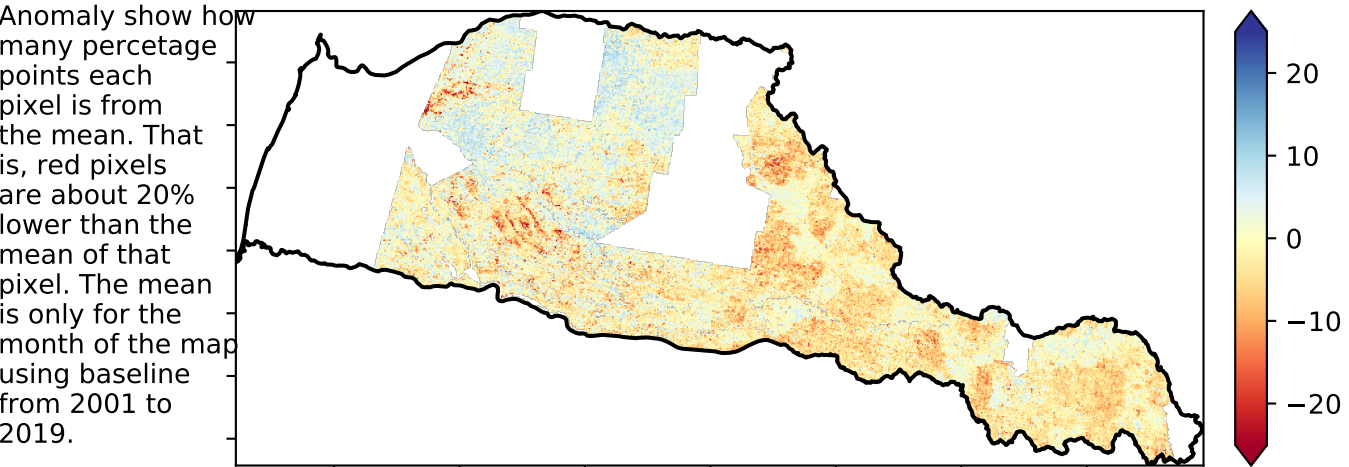 Anomaly show how
many percetage
points each
pixel is from
the mean. That
is, red pixels
are about 20%
lower than the
mean of that
pixel. The mean
is only for the
month of the map
using baseline
from 2001 to
2019.
20
10
0
−10
−20